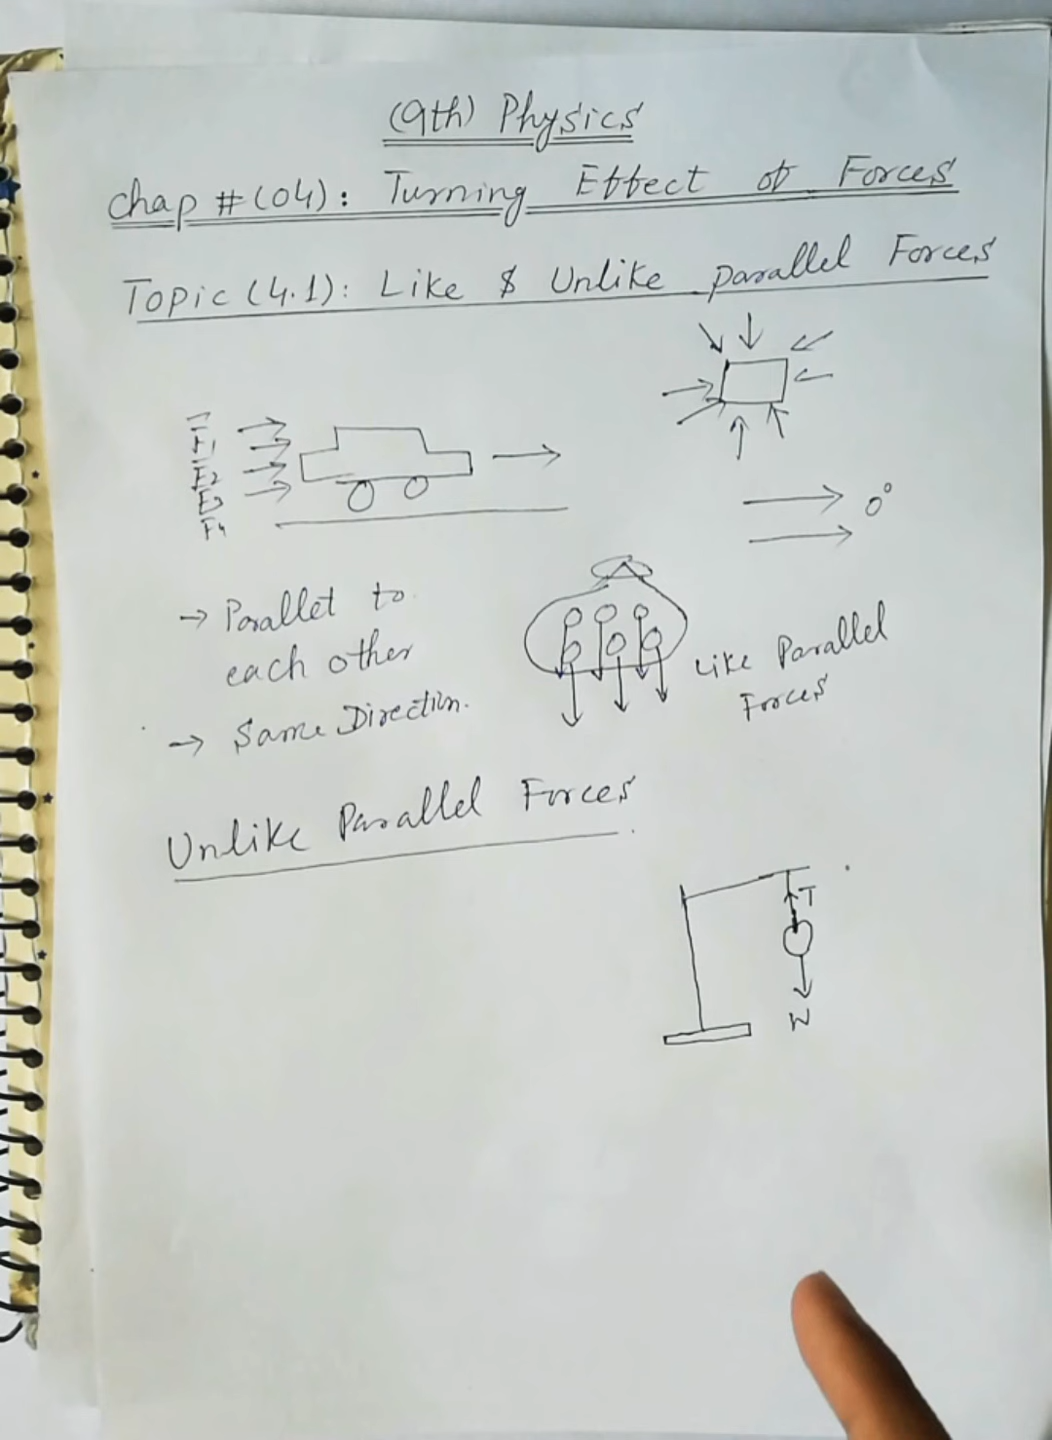 (9th) Physics
Chap # (04): Turning Effect of Forces
Topic (4.1): Like & Unlike parallel Forces
F1
F2
F3
F4
0°
→ Parallet to
each other
→ Same Direction.
Like Parallel
Forces
Unlike Parallel Forces
T
W